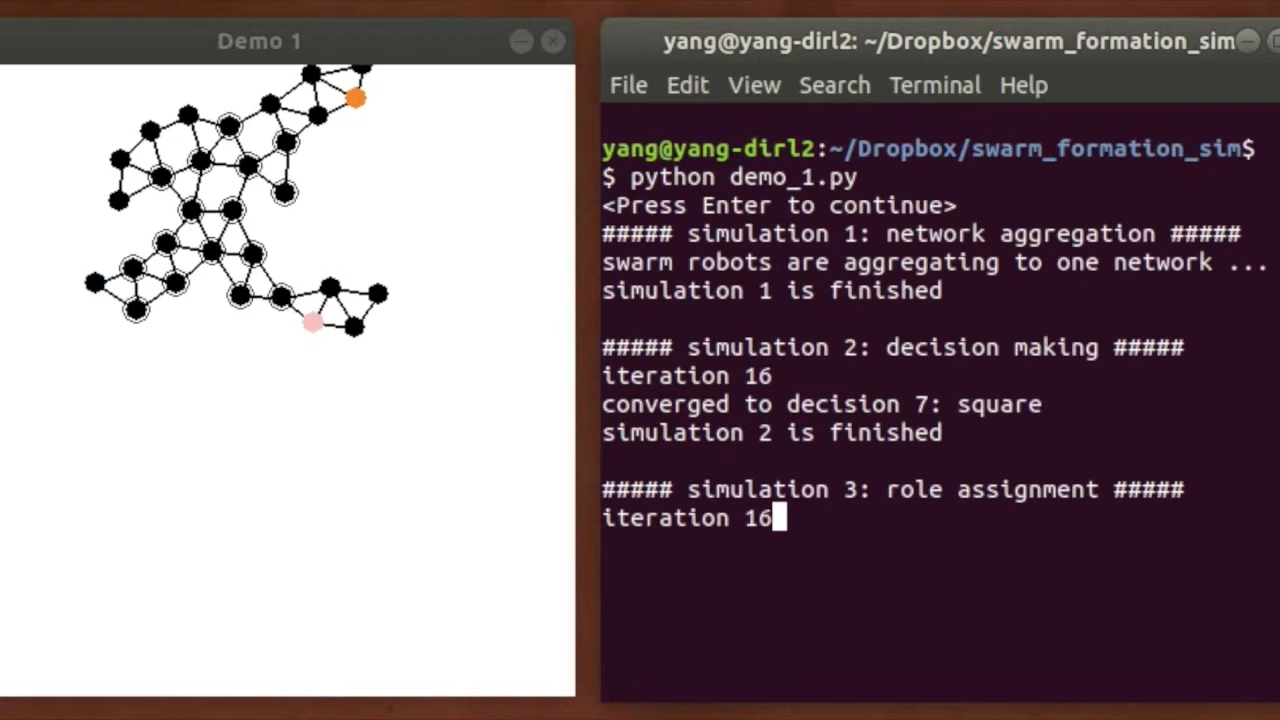 Demo 1
yang@yang-dirl2: ~/Dropbox/swarm_formation_sim
File Edit View Search Terminal Help
yang@yang-dirl2:~/Dropbox/swarm_formation_sim$
$ python demo_1.py
<Press Enter to continue>
##### simulation 1: network aggregation #####
swarm robots are aggregating to one network ...
simulation 1 is finished
##### simulation 2: decision making #####
iteration 16
converged to decision 7: square
simulation 2 is finished
##### simulation 3: role assignment #####
iteration 16